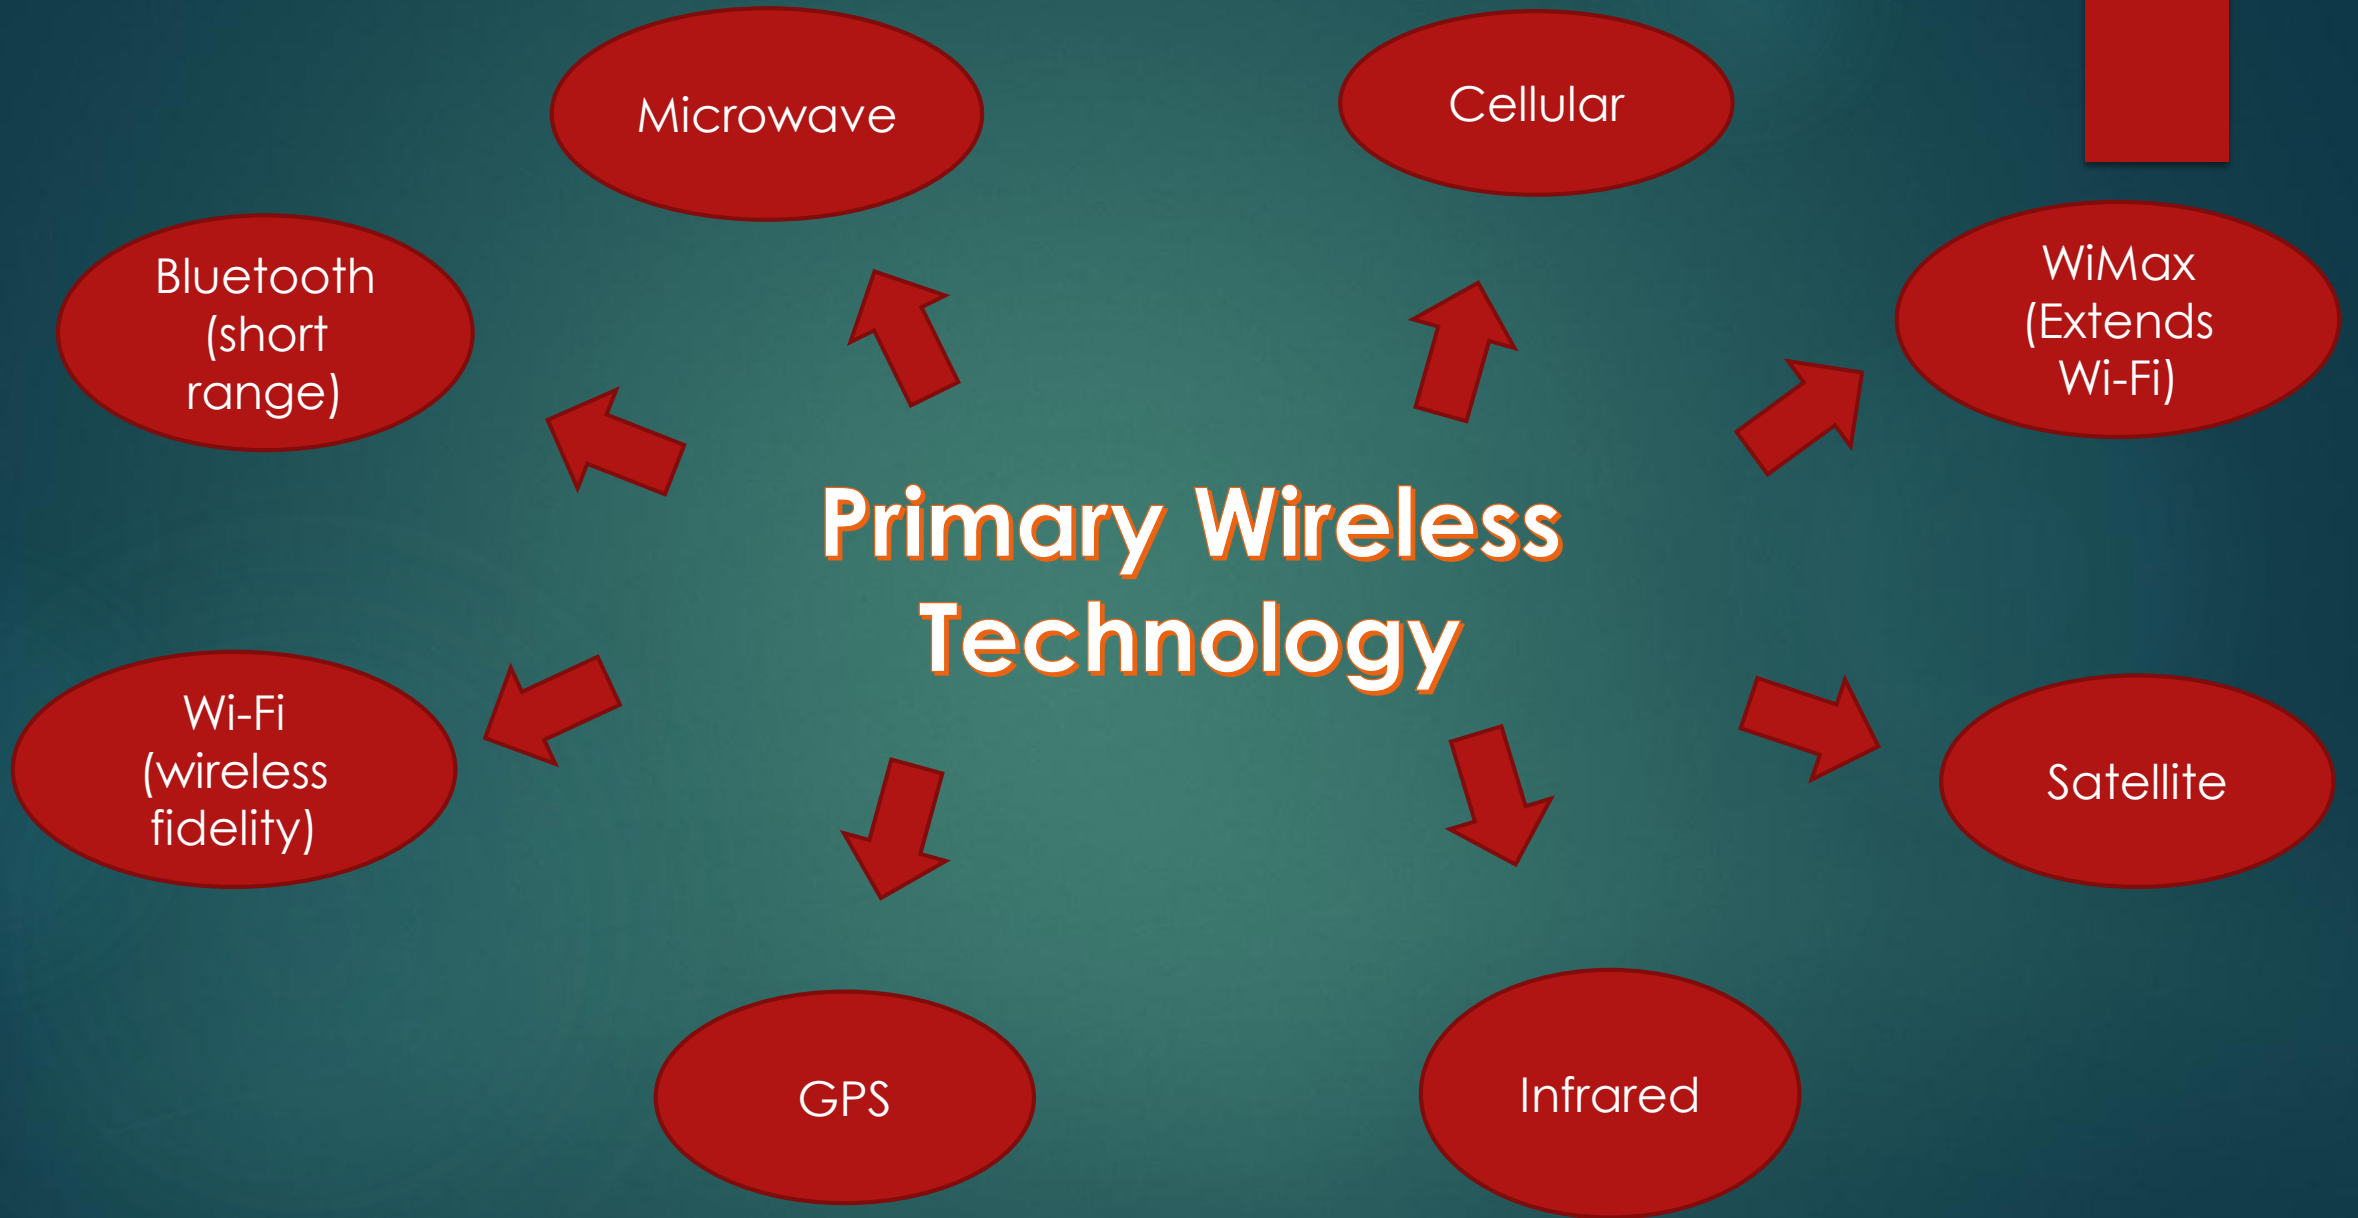 Microwave
Cellular
Bluetooth
(short
range)
WiMax
(Extends
Wi-Fi)
Primary Wireless
Technology
Wi-Fi
(wireless
fidelity)
Satellite
GPS
Infrared